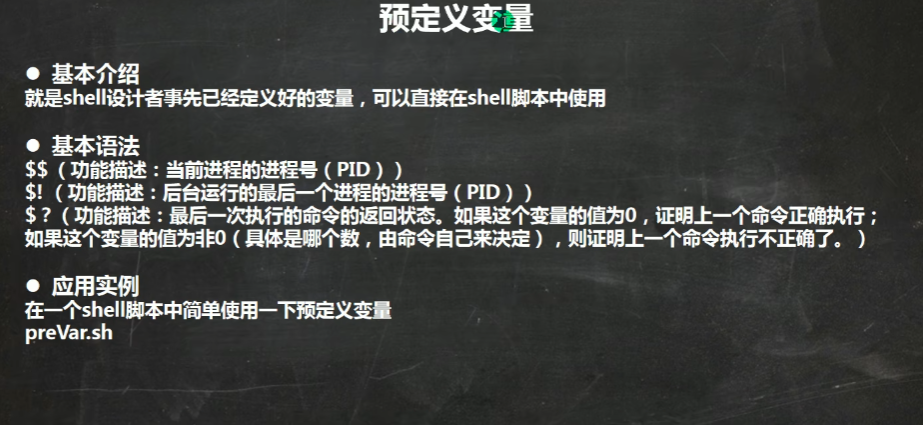 预定义变量
● 基本介绍
就是shell设计者事先已经定义好的变量，可以直接在shell脚本中使用
● 基本语法
$$（功能描述：当前进程的进程号（PID））
$!（功能描述：后台运行的最后一个进程的进程号（PID））
$？（功能描述：最后一次执行的命令的返回状态。如果这个变量的值为0，证明上一个命令正确执行；
如果这个变量的值为非0（具体是哪个数，由命令自己来决定），则证明上一个命令执行不正确了。）
● 应用实例
在一个shell脚本中简单使用一下预定义变量
preVar.sh